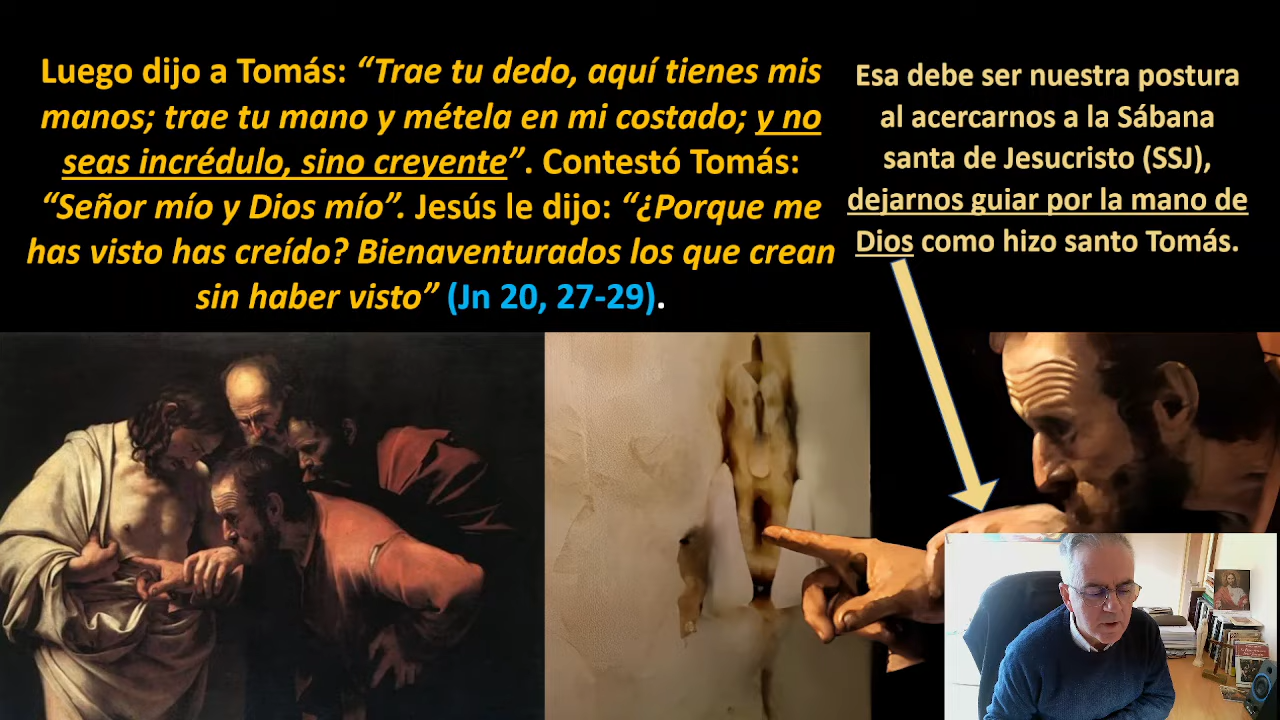 Luego dijo a Tomás: “Trae tu dedo, aquí tienes mis
manos; trae tu mano y métela en mi costado; y no
seas incrédulo, sino creyente”. Contestó Tomás:
“Señor mío y Dios mío”. Jesús le dijo: “¿Porque me
has visto has creído? Bienaventurados los que crean
sin haber visto” (Jn 20, 27-29).
Esa debe ser nuestra postura
al acercarnos a la Sábana
santa de Jesucristo (SSJ),
dejarnos guiar por la mano de
Dios como hizo santo Tomás.